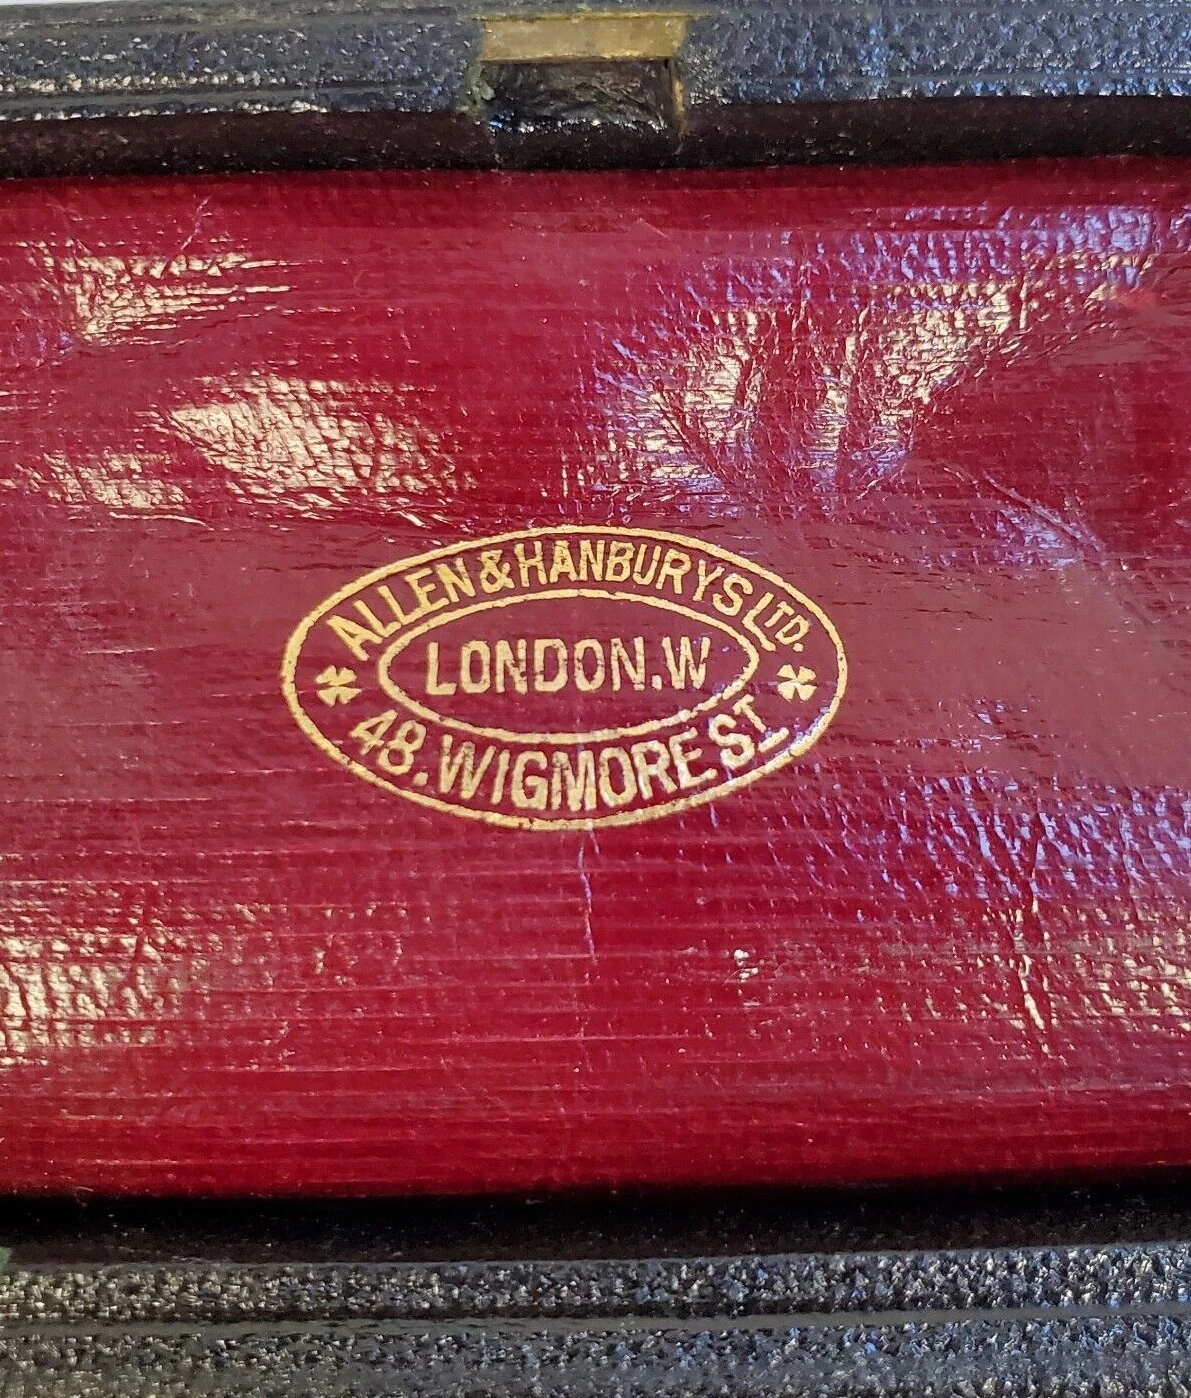 ALLEN & HANBURYS LTD.
LONDON.W
48.WIGMORE ST